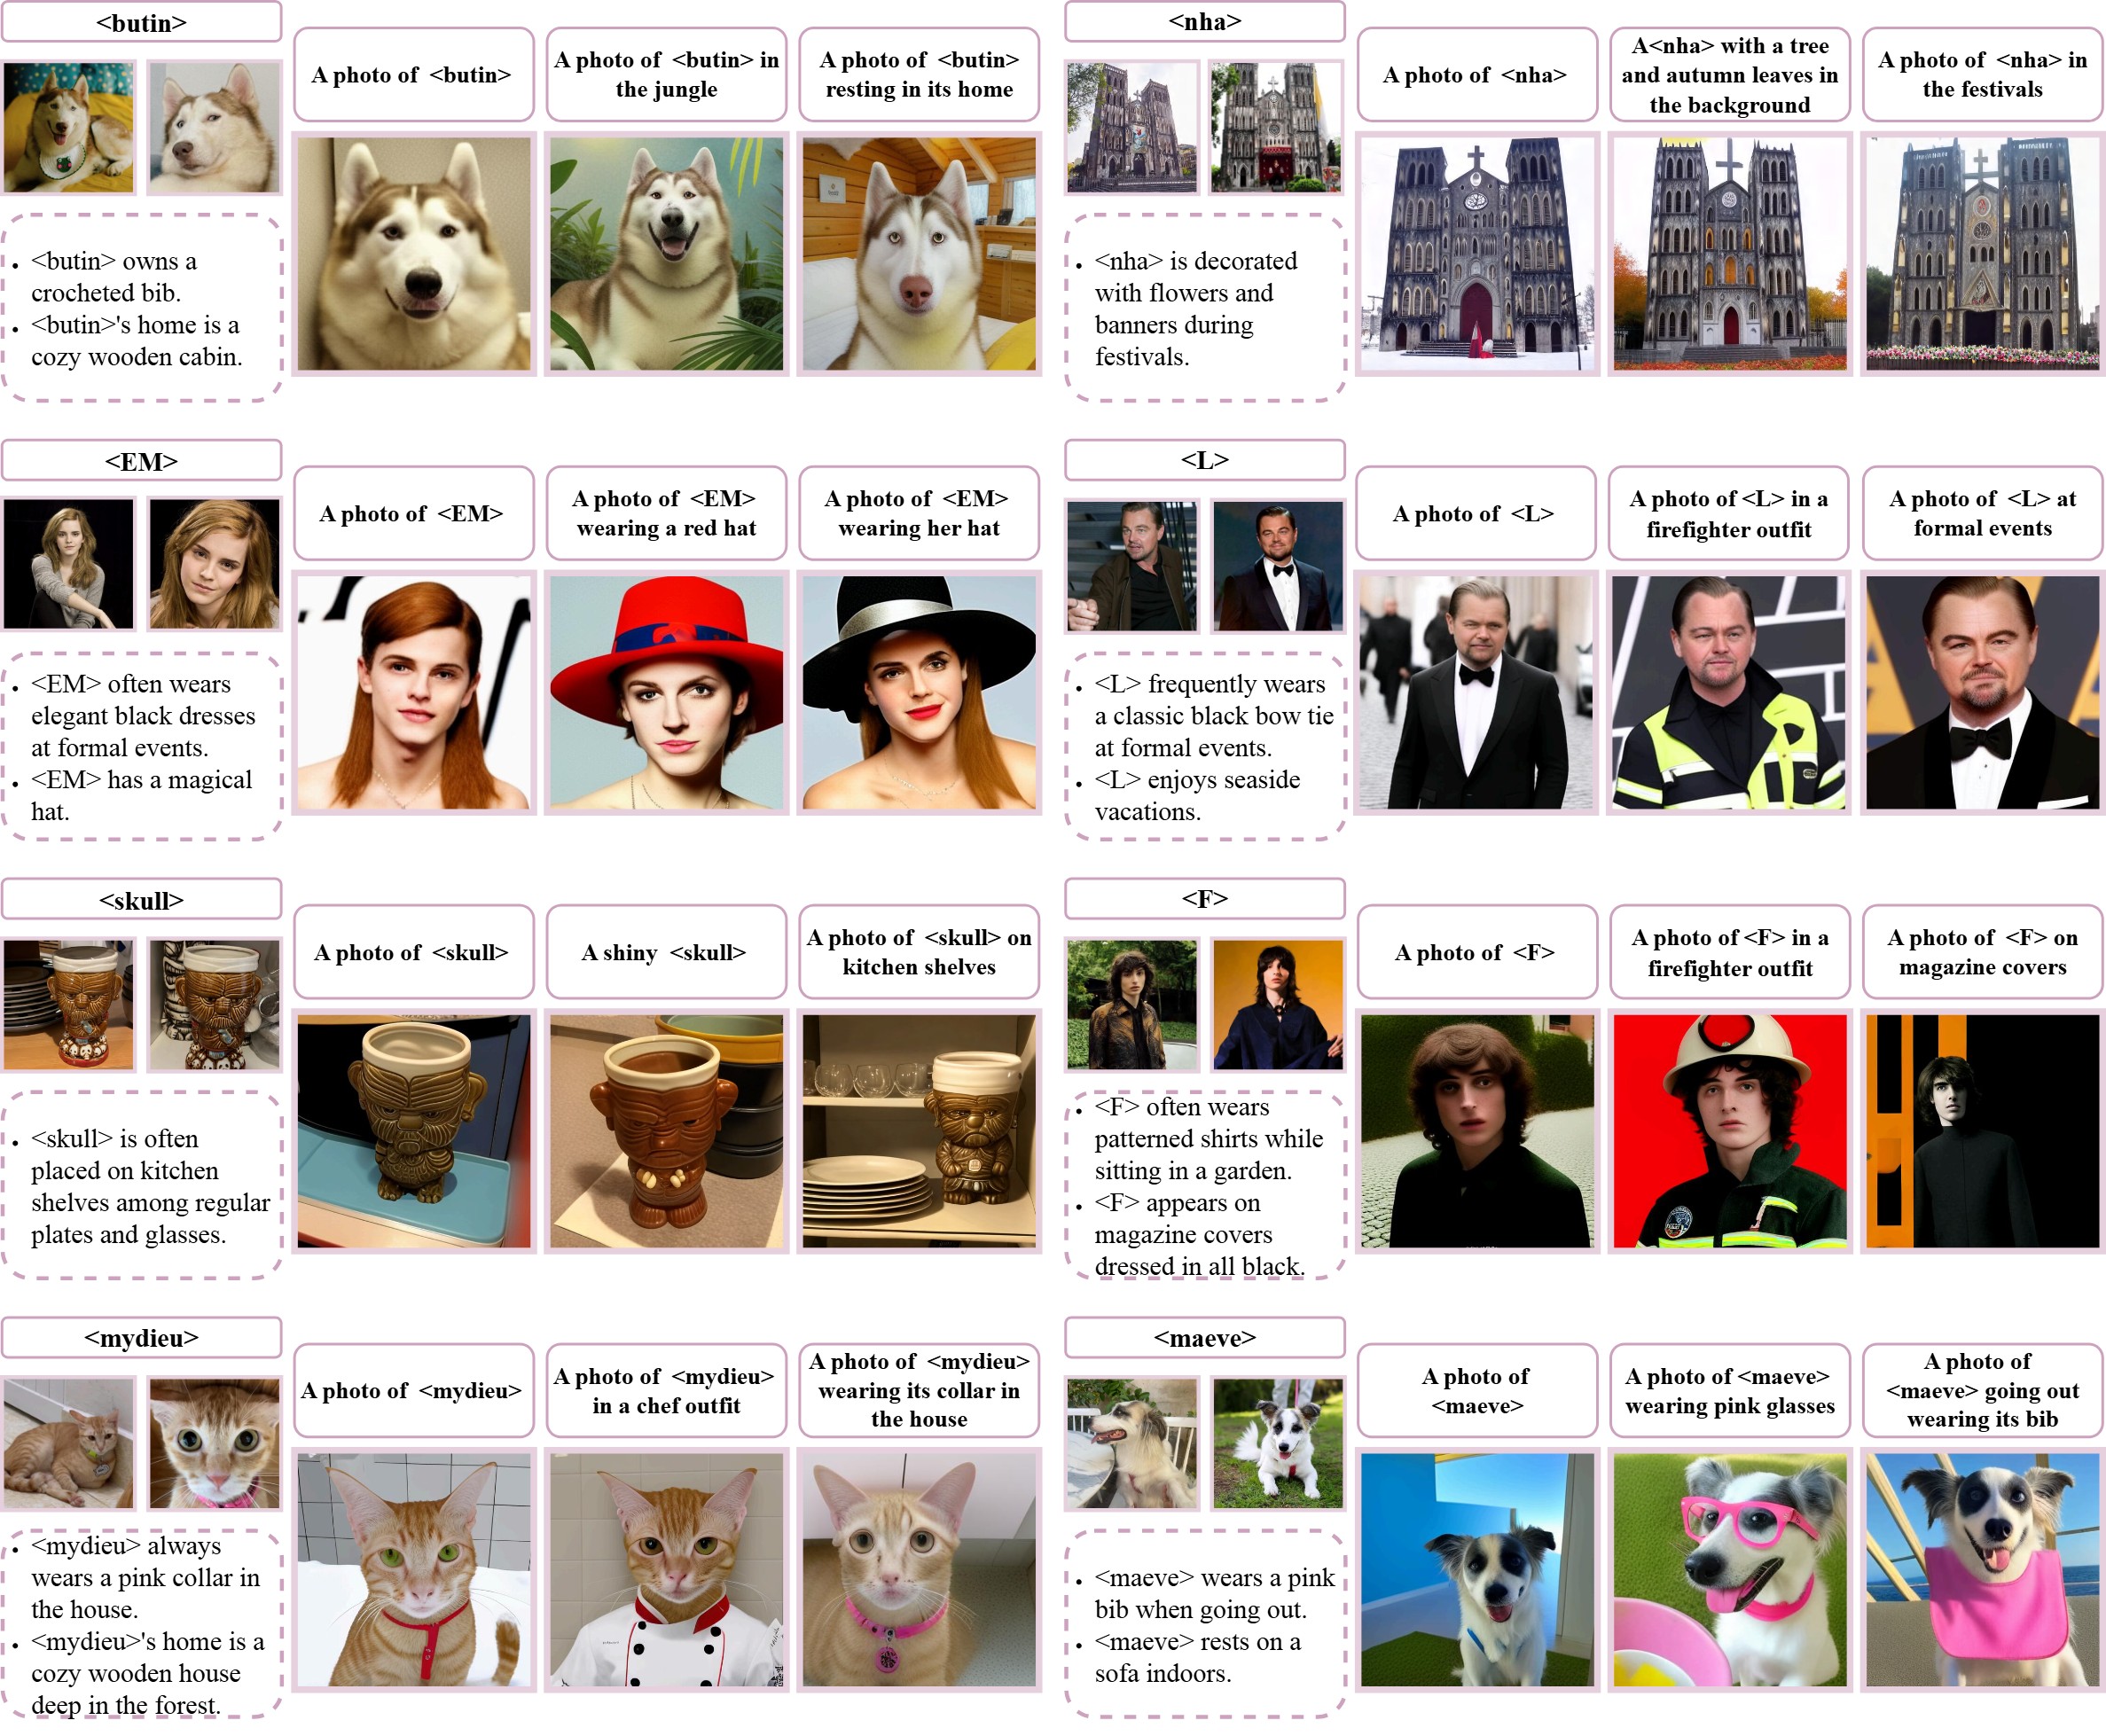 <butin>
A photo of <butin>
A photo of <butin> in
the jungle
A photo of <butin>
resting in its home
• <butin> owns a
crocheted bib.
• <butin>'s home is a
cozy wooden cabin.
<nha>
A photo of <nha>
A<nha> with a tree
and autumn leaves in
the background
A photo of <nha> in
the festivals
• <nha> is decorated
with flowers and
banners during
festivals.
<EM>
A photo of <EM>
A photo of <EM>
wearing a red hat
A photo of <EM>
wearing her hat
• <EM> often wears
elegant black dresses
at formal events.
• <EM> has a magical
hat.
<L>
A photo of <L>
A photo of<L> in a
firefighter outfit
A photo of <L> at
formal events
• <L> frequently wears
a classic black bow tie
at formal events.
• <L> enjoys seaside
vacations.
<skull>
A photo of <skull>
A shiny <skull>
A photo of <skull> on
kitchen shelves
• <skull> is often
placed on kitchen
shelves among regular
plates and glasses.
<F>
A photo of <F>
A photo of<F> in a
firefighter outfit
A photo of <F> on
magazine covers
• <F> often wears
patterned shirts while
sitting in a garden.
• <F> appears on
magazine covers
dressed in all black.
<mydieu>
A photo of <mydieu>
A photo of <mydieu>
in a chef outfit
A photo of <mydieu>
wearing its collar in
the house
• <mydieu> always
wears a pink collar in
the house.
• <mydieu>'s home is a
cozy wooden house
deep in the forest.
<maeve>
A photo of
<maeve>
A photo of <maeve>
wearing pink glasses
A photo of
<maeve> going out
wearing its bib
• <maeve> wears a pink
bib when going out.
• <maeve> rests on a
sofa indoors.